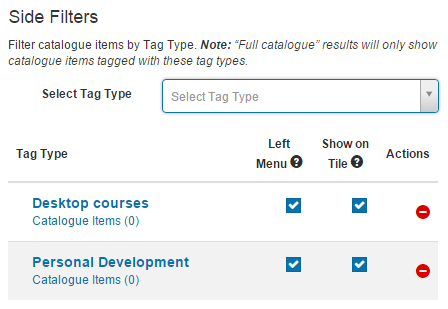 Side Filters
Filter catalogue items by Tag Type. Note: “Full catalogue” results will only show
catalogue items tagged with these tag types.
Select Tag Type
Select Tag Type
Tag Type
Left
Menu ?
Show on
Tile ?
Actions
Desktop courses
Catalogue Items (0)
Personal Development
Catalogue Items (0)